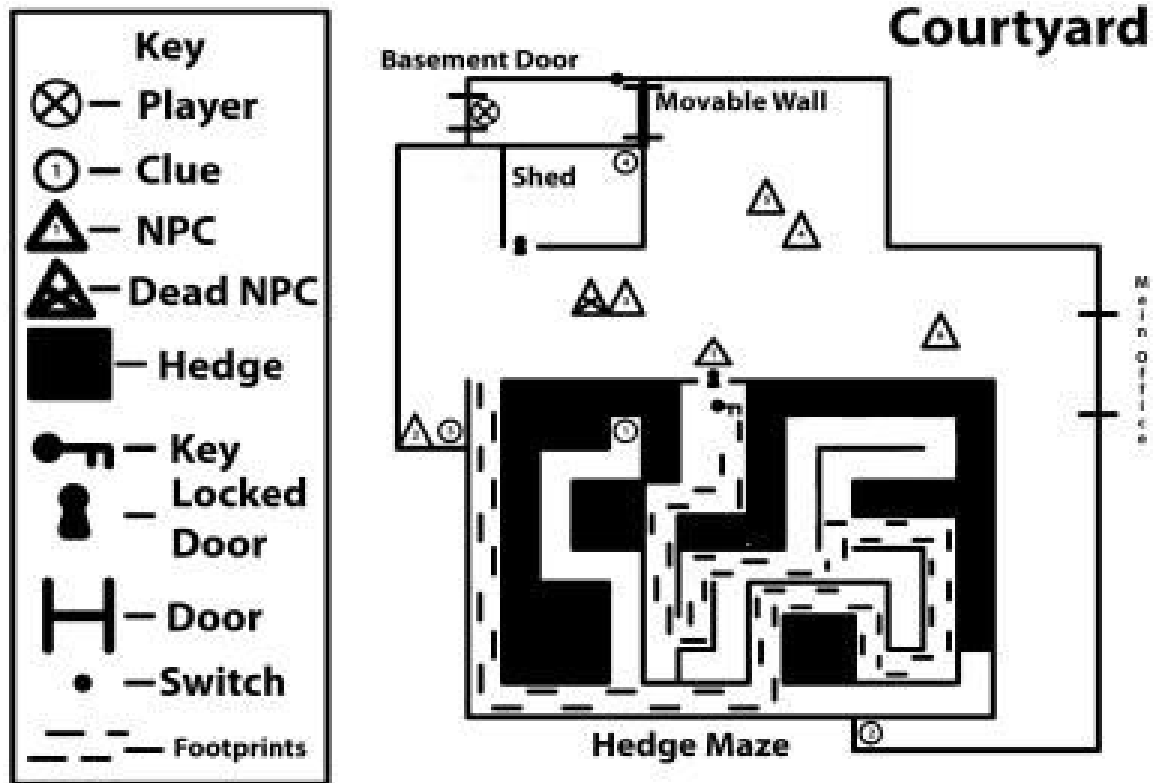 Courtyard
Key
Player
1
Clue
NPC
Dead NPC
Hedge
Key
Locked
Door
Door
Switch
Footprints
Basement Door
Movable Wall
Shed
Main Office
Hedge Maze